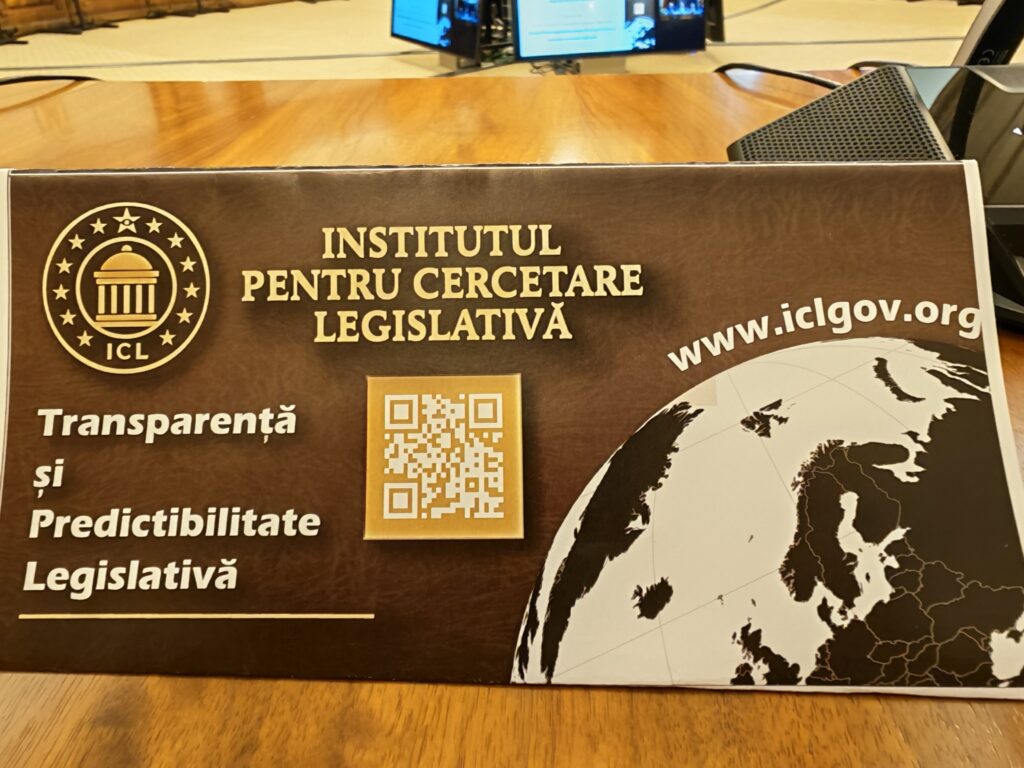 ICL
INSTITUTUL
PENTRU CERCETARE
LEGISLATIVĂ
www.iclgov.org
Transparență
și
Predictibilitate
Legislativă